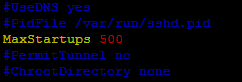 #UseDNS yes
#PidFile /var/run/sshd.pid
MaxStartups 500
#PermitTunnel no
#ChrootDirectory none